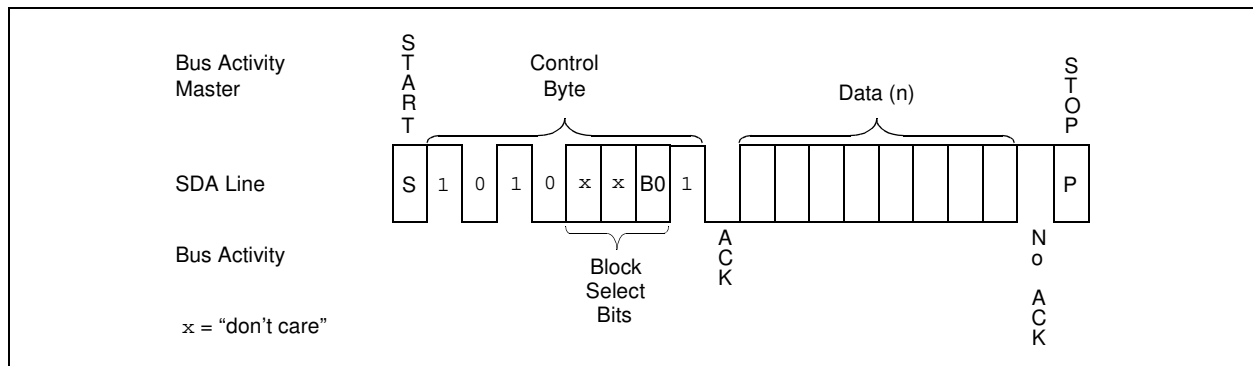 Bus Activity
Master
START
Control
Byte
Data (n)
STOP
SDA Line
S 1 0 1 0 x x B0 1 P
Bus Activity
ACK
No ACK
Block
Select
Bits
x = “don’t care”